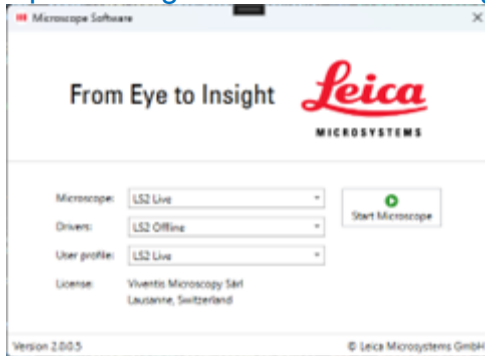 Microscope Software
From Eye to Insight
Leica
MICROSYSTEMS
Microscope: LS2 Live
Start Microscope
Drivers: LS2 Offline
User profile: LS2 Live
License: Viventis Microscopy Sàrl
Lausanne, Switzerland
Version 2.0.0.5
© Leica Microsystems GmbH